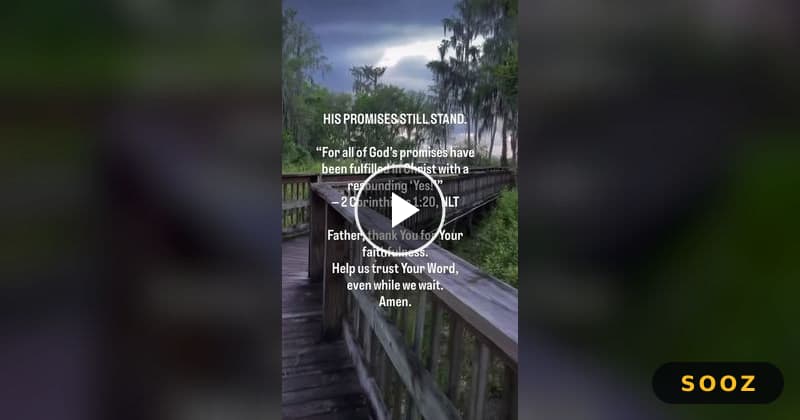 HIS PROMISES STILL STAND.
“For all of God’s promises have
been fulfilled in Christ with a
resounding ‘Yes!’”
– 2 Corinthians 1:20, NLT
Father, thank You for Your
faithfulness.
Help us trust Your Word,
even while we wait.
Amen.
SOOZ